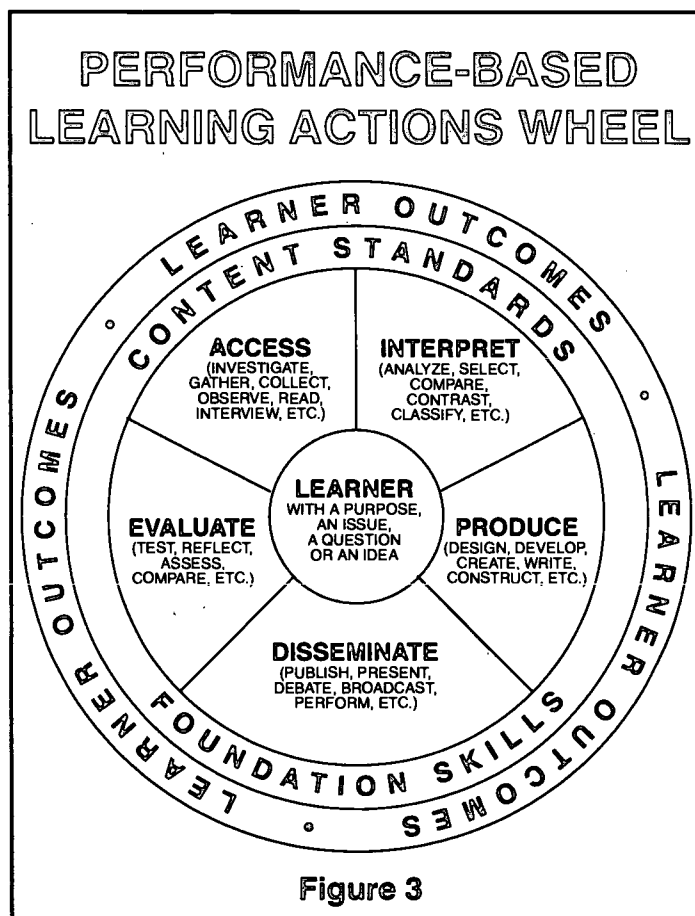 PERFORMANCE-BASED
LEARNING ACTIONS WHEEL
LEARNER OUTCOMES • LEARNER OUTCOMES • LEARNER OUTCOMES •
CONTENT STANDARDS
ACCESS
(INVESTIGATE,
GATHER, COLLECT,
OBSERVE, READ,
INTERVIEW, ETC.)
INTERPRET
(ANALYZE, SELECT,
COMPARE,
CONTRAST,
CLASSIFY, ETC.)
LEARNER
WITH A PURPOSE,
AN ISSUE,
A QUESTION
OR AN IDEA
EVALUATE
(TEST, REFLECT,
ASSESS,
COMPARE, ETC.)
PRODUCE
(DESIGN, DEVELOP,
CREATE, WRITE,
CONSTRUCT, ETC.)
DISSEMINATE
(PUBLISH, PRESENT,
DEBATE, BROADCAST,
PERFORM, ETC.)
FOUNDATION SKILLS
Figure 3